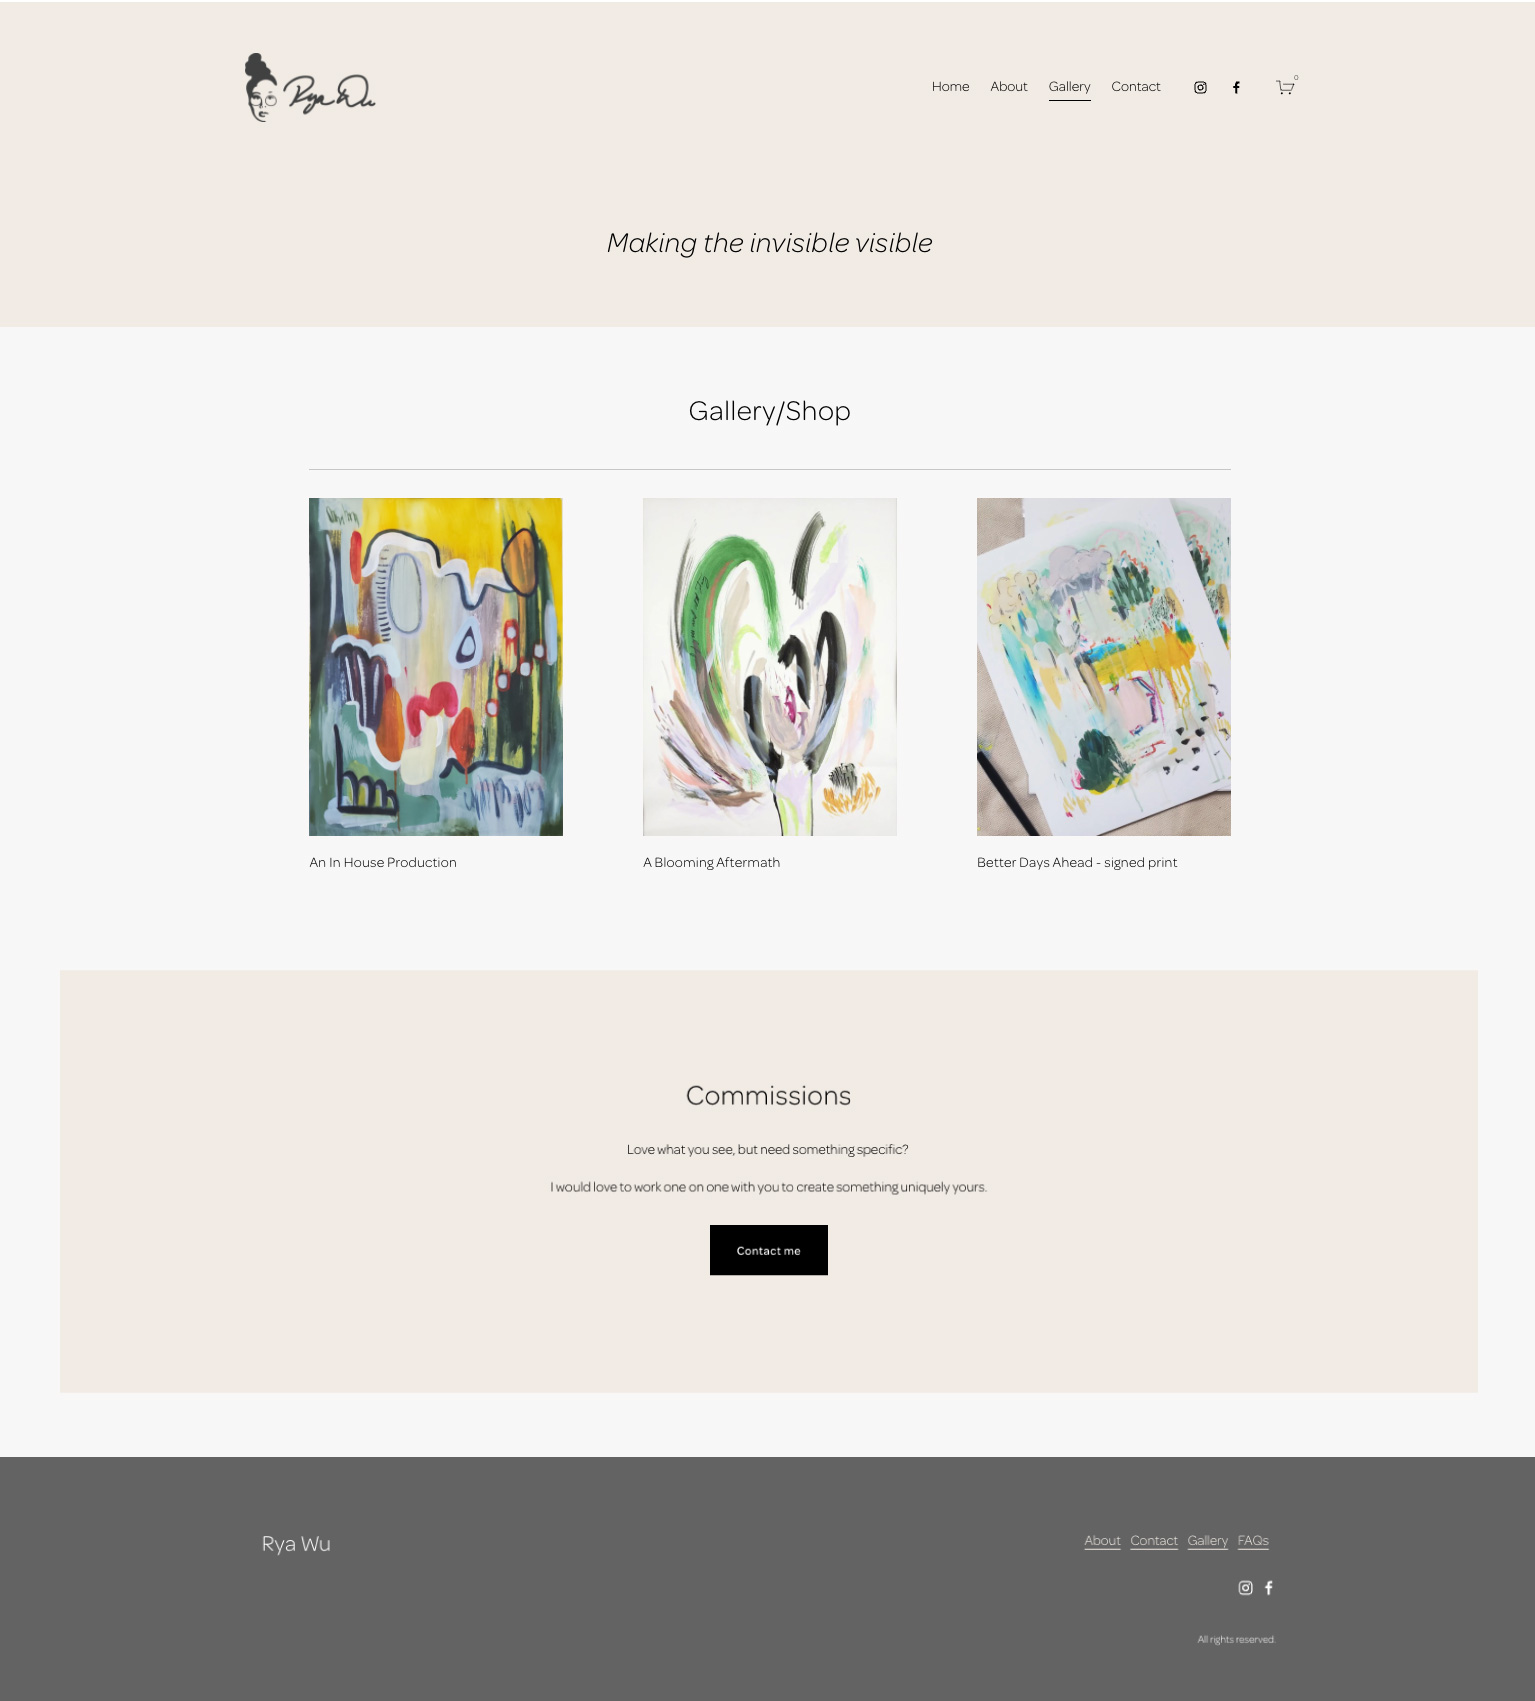 Rya Wu
Home About Gallery Contact
0
Making the invisible visible
Gallery/Shop
An In House Production
A Blooming Aftermath
Better Days Ahead - signed print
Commissions
Love what you see, but need something specific?
I would love to work one on one with you to create something uniquely yours.
Contact me
Rya Wu
About Contact Gallery FAQs
All rights reserved.